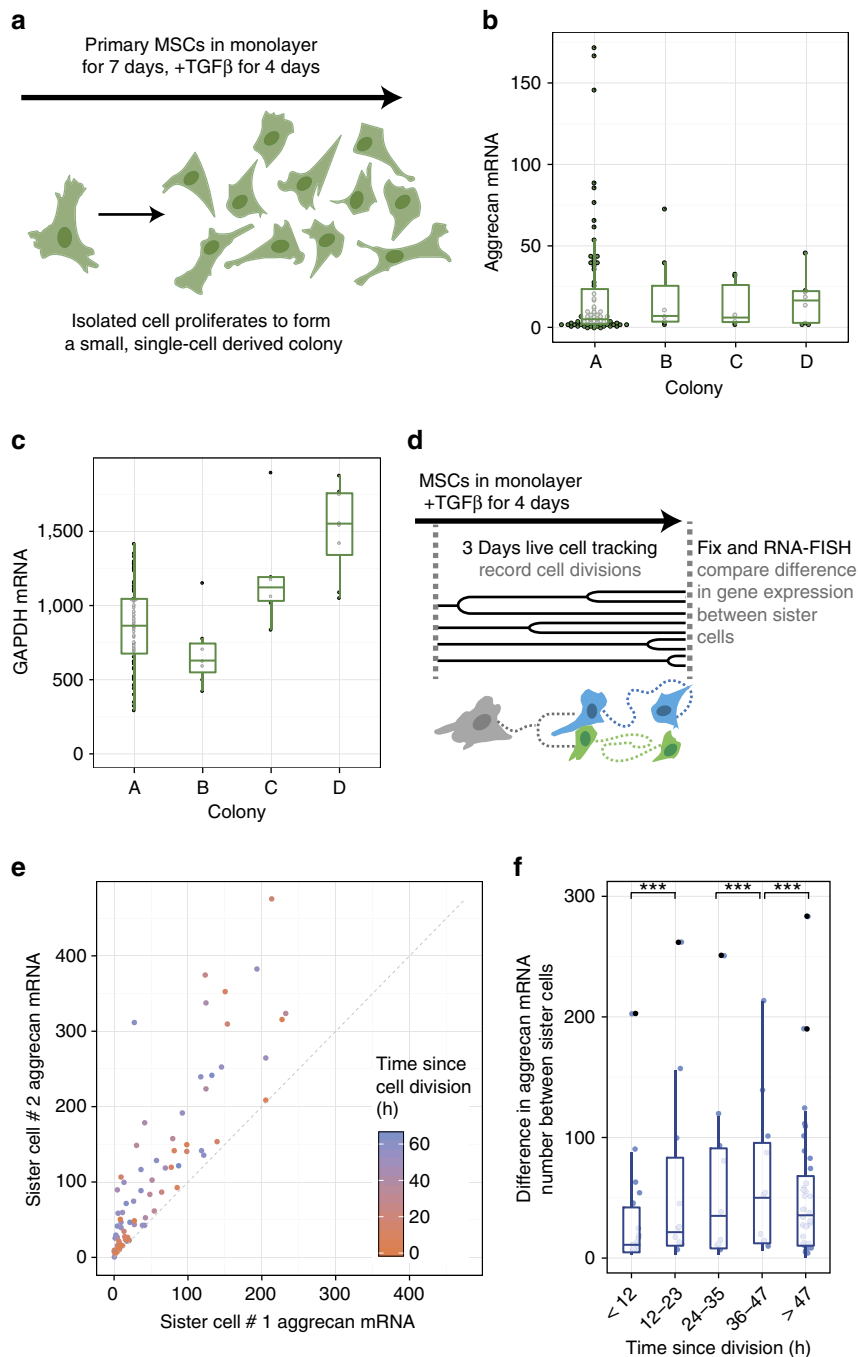 a
Primary MSCs in monolayer
for 7 days, +TGFβ for 4 days
Isolated cell proliferates to form
a small, single-cell derived colony
b
Aggrecan mRNA
150
100
50
0
A B C D
Colony
c
GAPDH mRNA
1,500
1,000
500
0
A B C D
Colony
d
MSCs in monolayer
+TGFβ for 4 days
3 Days live cell tracking
record cell divisions
Fix and RNA-FISH
compare difference
in gene expression
between sister
cells
e
Sister cell # 2 aggrecan mRNA
400
300
200
100
0
0 100 200 300 400
Sister cell # 1 aggrecan mRNA
Time since
cell division
(h)
60
40
20
0
f
Difference in aggrecan mRNA
number between sister cells
300
200
100
0
*** *** ***
< 12 12–23 24–35 36–47 > 47
Time since division (h)